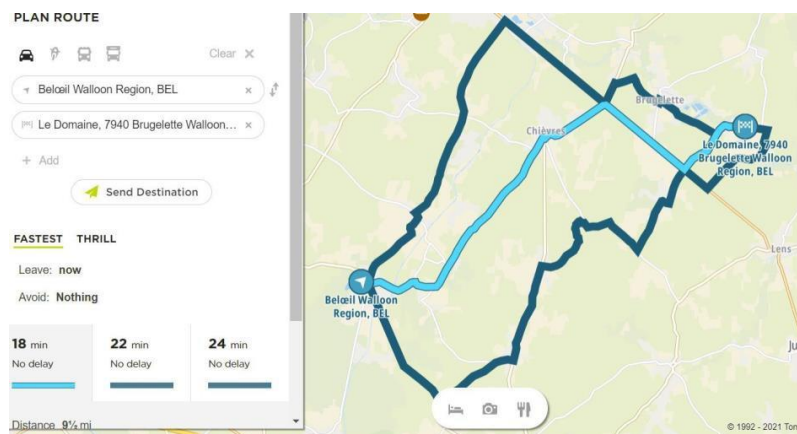 PLAN ROUTE
Clear ×
Belœil Walloon Region, BEL ×
Le Domaine, 7940 Brugelette Walloon... ×
+ Add
Send Destination
FASTEST THRILL
Leave: now
Avoid: Nothing
18 min
No delay
22 min
No delay
24 min
No delay
Distance 9¼ mi
Brugelette
Chièvres
Le Domaine, 7940
Brugelette Walloon
Region, BEL
Lens
Belœil Walloon
Region, BEL
Ju
© 1992 - 2021 Tom